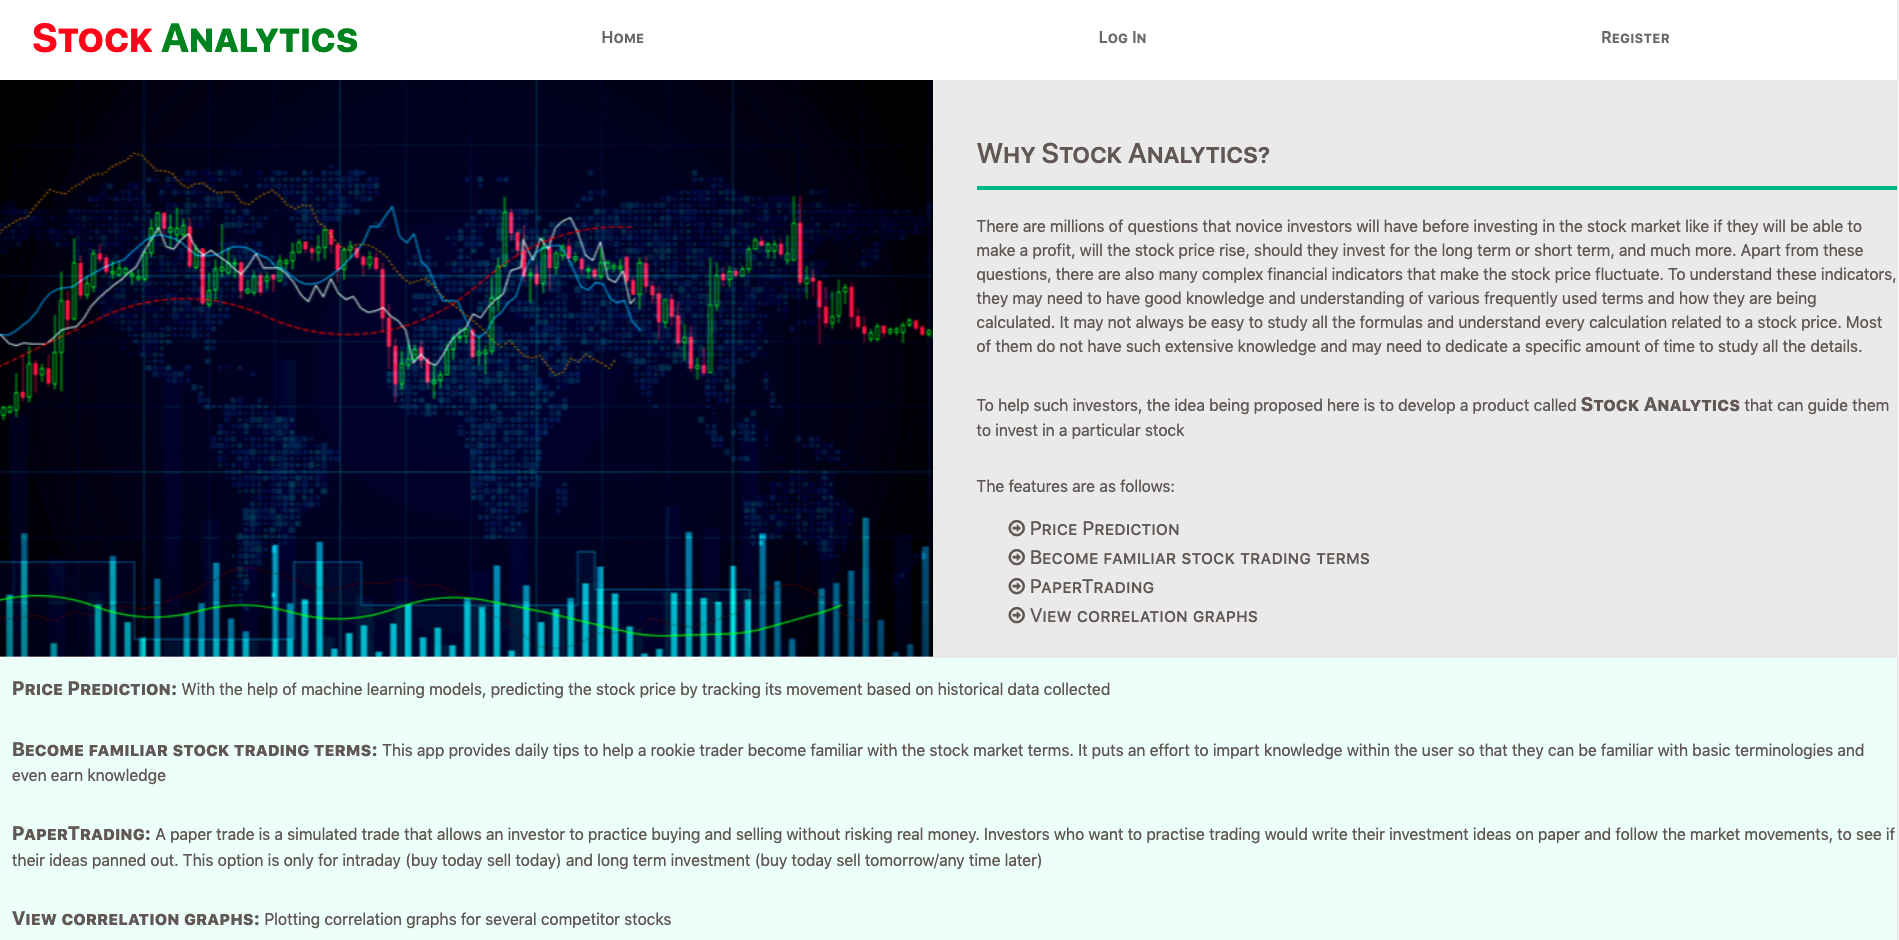 Stock Analytics
Home
Log In
Register
Why Stock Analytics?
There are millions of questions that novice investors will have before investing in the stock market like if they will be able to
make a profit, will the stock price rise, should they invest for the long term or short term, and much more. Apart from these
questions, there are also many complex financial indicators that make the stock price fluctuate. To understand these indicators,
they may need to have good knowledge and understanding of various frequently used terms and how they are being
calculated. It may not always be easy to study all the formulas and understand every calculation related to a stock price. Most
of them do not have such extensive knowledge and may need to dedicate a specific amount of time to study all the details.
To help such investors, the idea being proposed here is to develop a product called Stock Analytics that can guide them
to invest in a particular stock
The features are as follows:
Price Prediction
Become familiar stock trading terms
PaperTrading
View correlation graphs
Price Prediction: With the help of machine learning models, predicting the stock price by tracking its movement based on historical data collected
Become familiar stock trading terms: This app provides daily tips to help a rookie trader become familiar with the stock market terms. It puts an effort to impart knowledge within the user so that they can be familiar with basic terminologies and
even earn knowledge
PaperTrading: A paper trade is a simulated trade that allows an investor to practice buying and selling without risking real money. Investors who want to practise trading would write their investment ideas on paper and follow the market movements, to see if
their ideas panned out. This option is only for intraday (buy today sell today) and long term investment (buy today sell tomorrow/any time later)
View correlation graphs: Plotting correlation graphs for several competitor stocks